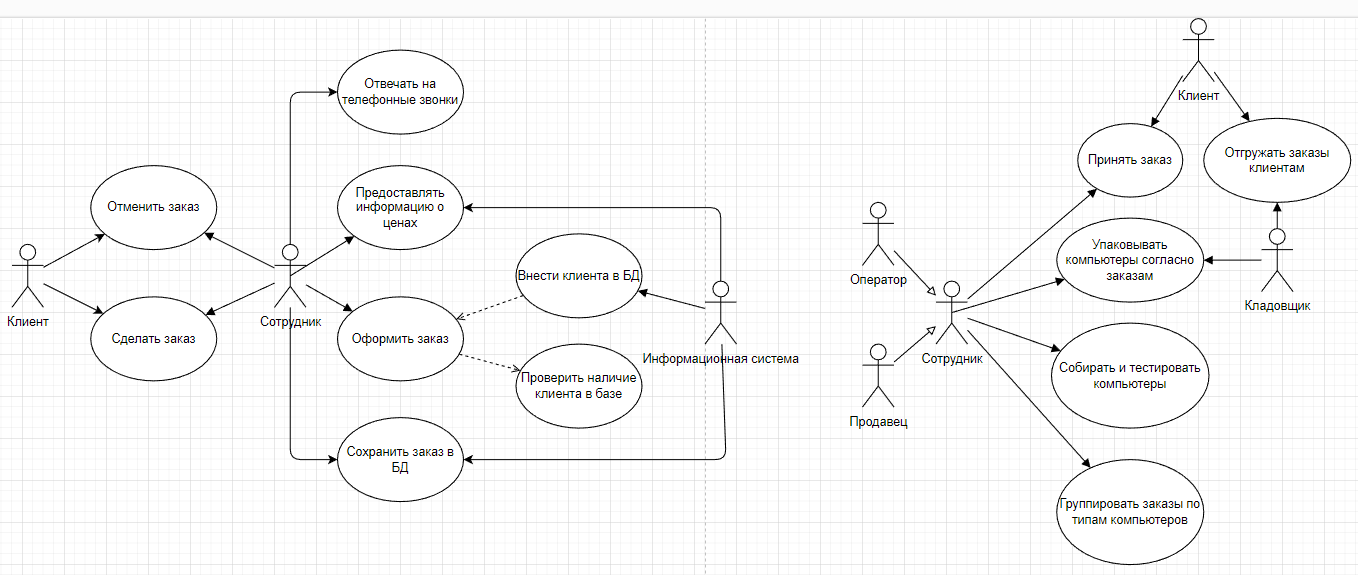 Отвечать на
телефонные звонки
Предоставлять
информацию о
ценах
Отменить заказ
Клиент
Сделать заказ
Сотрудник
Оформить заказ
Внести клиента в БД
Проверить наличие
клиента в базе
Информационная система
Сохранить заказ в
БД
Клиент
Принять заказ
Отгружать заказы
клиентам
Оператор
Упаковывать
компьютеры согласно
заказам
Кладовщик
Сотрудник
Продавец
Собирать и тестировать
компьютеры
Группировать заказы по
типам компьютеров